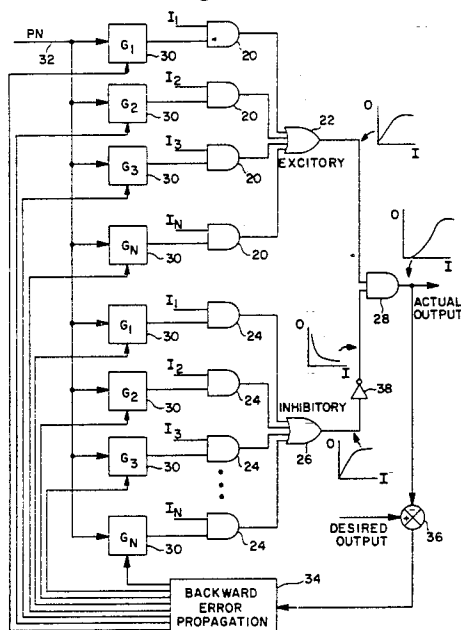 PN
32
G1
30
I1
20
G2
30
I2
20
G3
30
I3
20
GN
30
IN
20
22
EXCITORY
O
I
O
I
28
ACTUAL OUTPUT
G1
30
I1
24
G2
30
I2
24
G3
30
I3
24
GN
30
IN
24
INHIBITORY
26
38
O
I
O
I
DESIRED OUTPUT
36
34
BACKWARD
ERROR
PROPAGATION